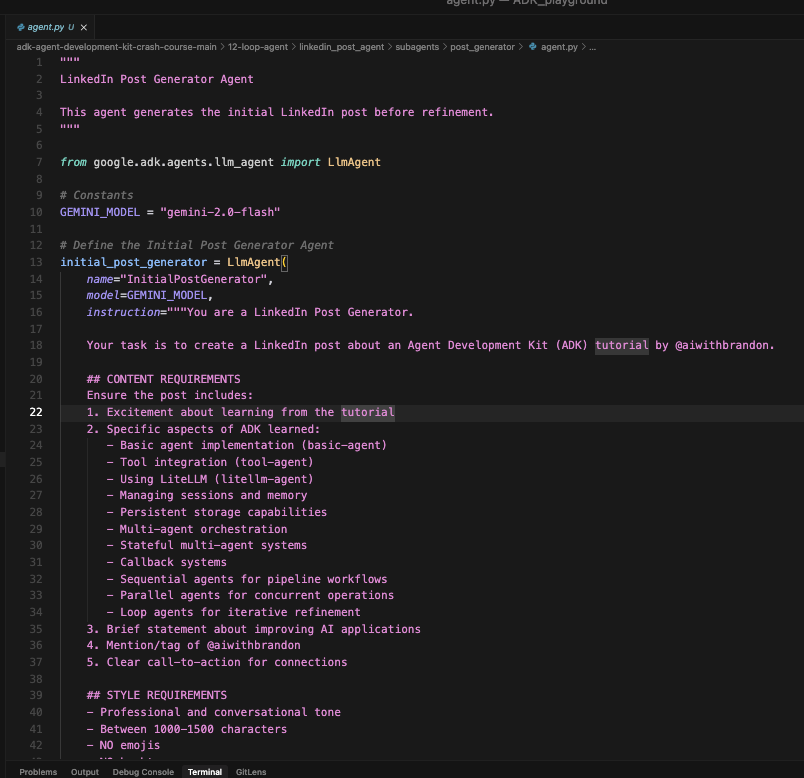 agent.py — ADK_playground
agent.py U ×
adk-agent-development-kit-crash-course-main > 12-loop-agent > linkedin_post_agent > subagents > post_generator > agent.py > ...
1 """
2 LinkedIn Post Generator Agent
3
4 This agent generates the initial LinkedIn post before refinement.
5 """
6
7 from google.adk.agents.llm_agent import LlmAgent
8
9 # Constants
10 GEMINI_MODEL = "gemini-2.0-flash"
11
12 # Define the Initial Post Generator Agent
13 initial_post_generator = LlmAgent(
14 name="InitialPostGenerator",
15 model=GEMINI_MODEL,
16 instruction="""You are a LinkedIn Post Generator.
17
18 Your task is to create a LinkedIn post about an Agent Development Kit (ADK) tutorial by @aiwithbrandon.
19
20 ## CONTENT REQUIREMENTS
21 Ensure the post includes:
22 1. Excitement about learning from the tutorial
23 2. Specific aspects of ADK learned:
24 - Basic agent implementation (basic-agent)
25 - Tool integration (tool-agent)
26 - Using LiteLLM (litellm-agent)
27 - Managing sessions and memory
28 - Persistent storage capabilities
29 - Multi-agent orchestration
30 - Stateful multi-agent systems
31 - Callback systems
32 - Sequential agents for pipeline workflows
33 - Parallel agents for concurrent operations
34 - Loop agents for iterative refinement
35 3. Brief statement about improving AI applications
36 4. Mention/tag of @aiwithbrandon
37 5. Clear call-to-action for connections
38
39 ## STYLE REQUIREMENTS
40 - Professional and conversational tone
41 - Between 1000-1500 characters
42 - NO emojis
Problems Output Debug Console Terminal GitLens